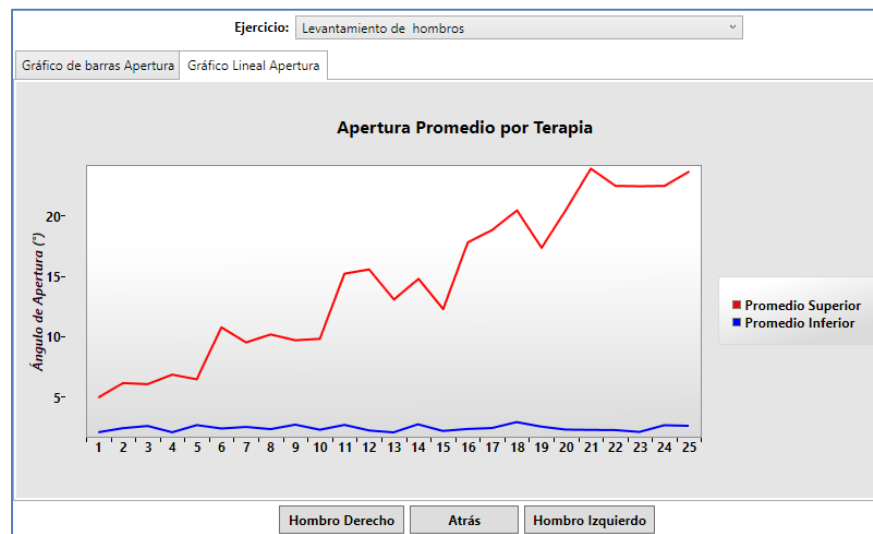 Ejercicio: Levantamiento de hombros
Gráfico de barras Apertura Gráfico Lineal Apertura
Apertura Promedio por Terapia
Ángulo de Apertura (°)
20
15
10
5
1 2 3 4 5 6 7 8 9 10 11 12 13 14 15 16 17 18 19 20 21 22 23 24 25
Promedio Superior
Promedio Inferior
Hombro Derecho Atrás Hombro Izquierdo